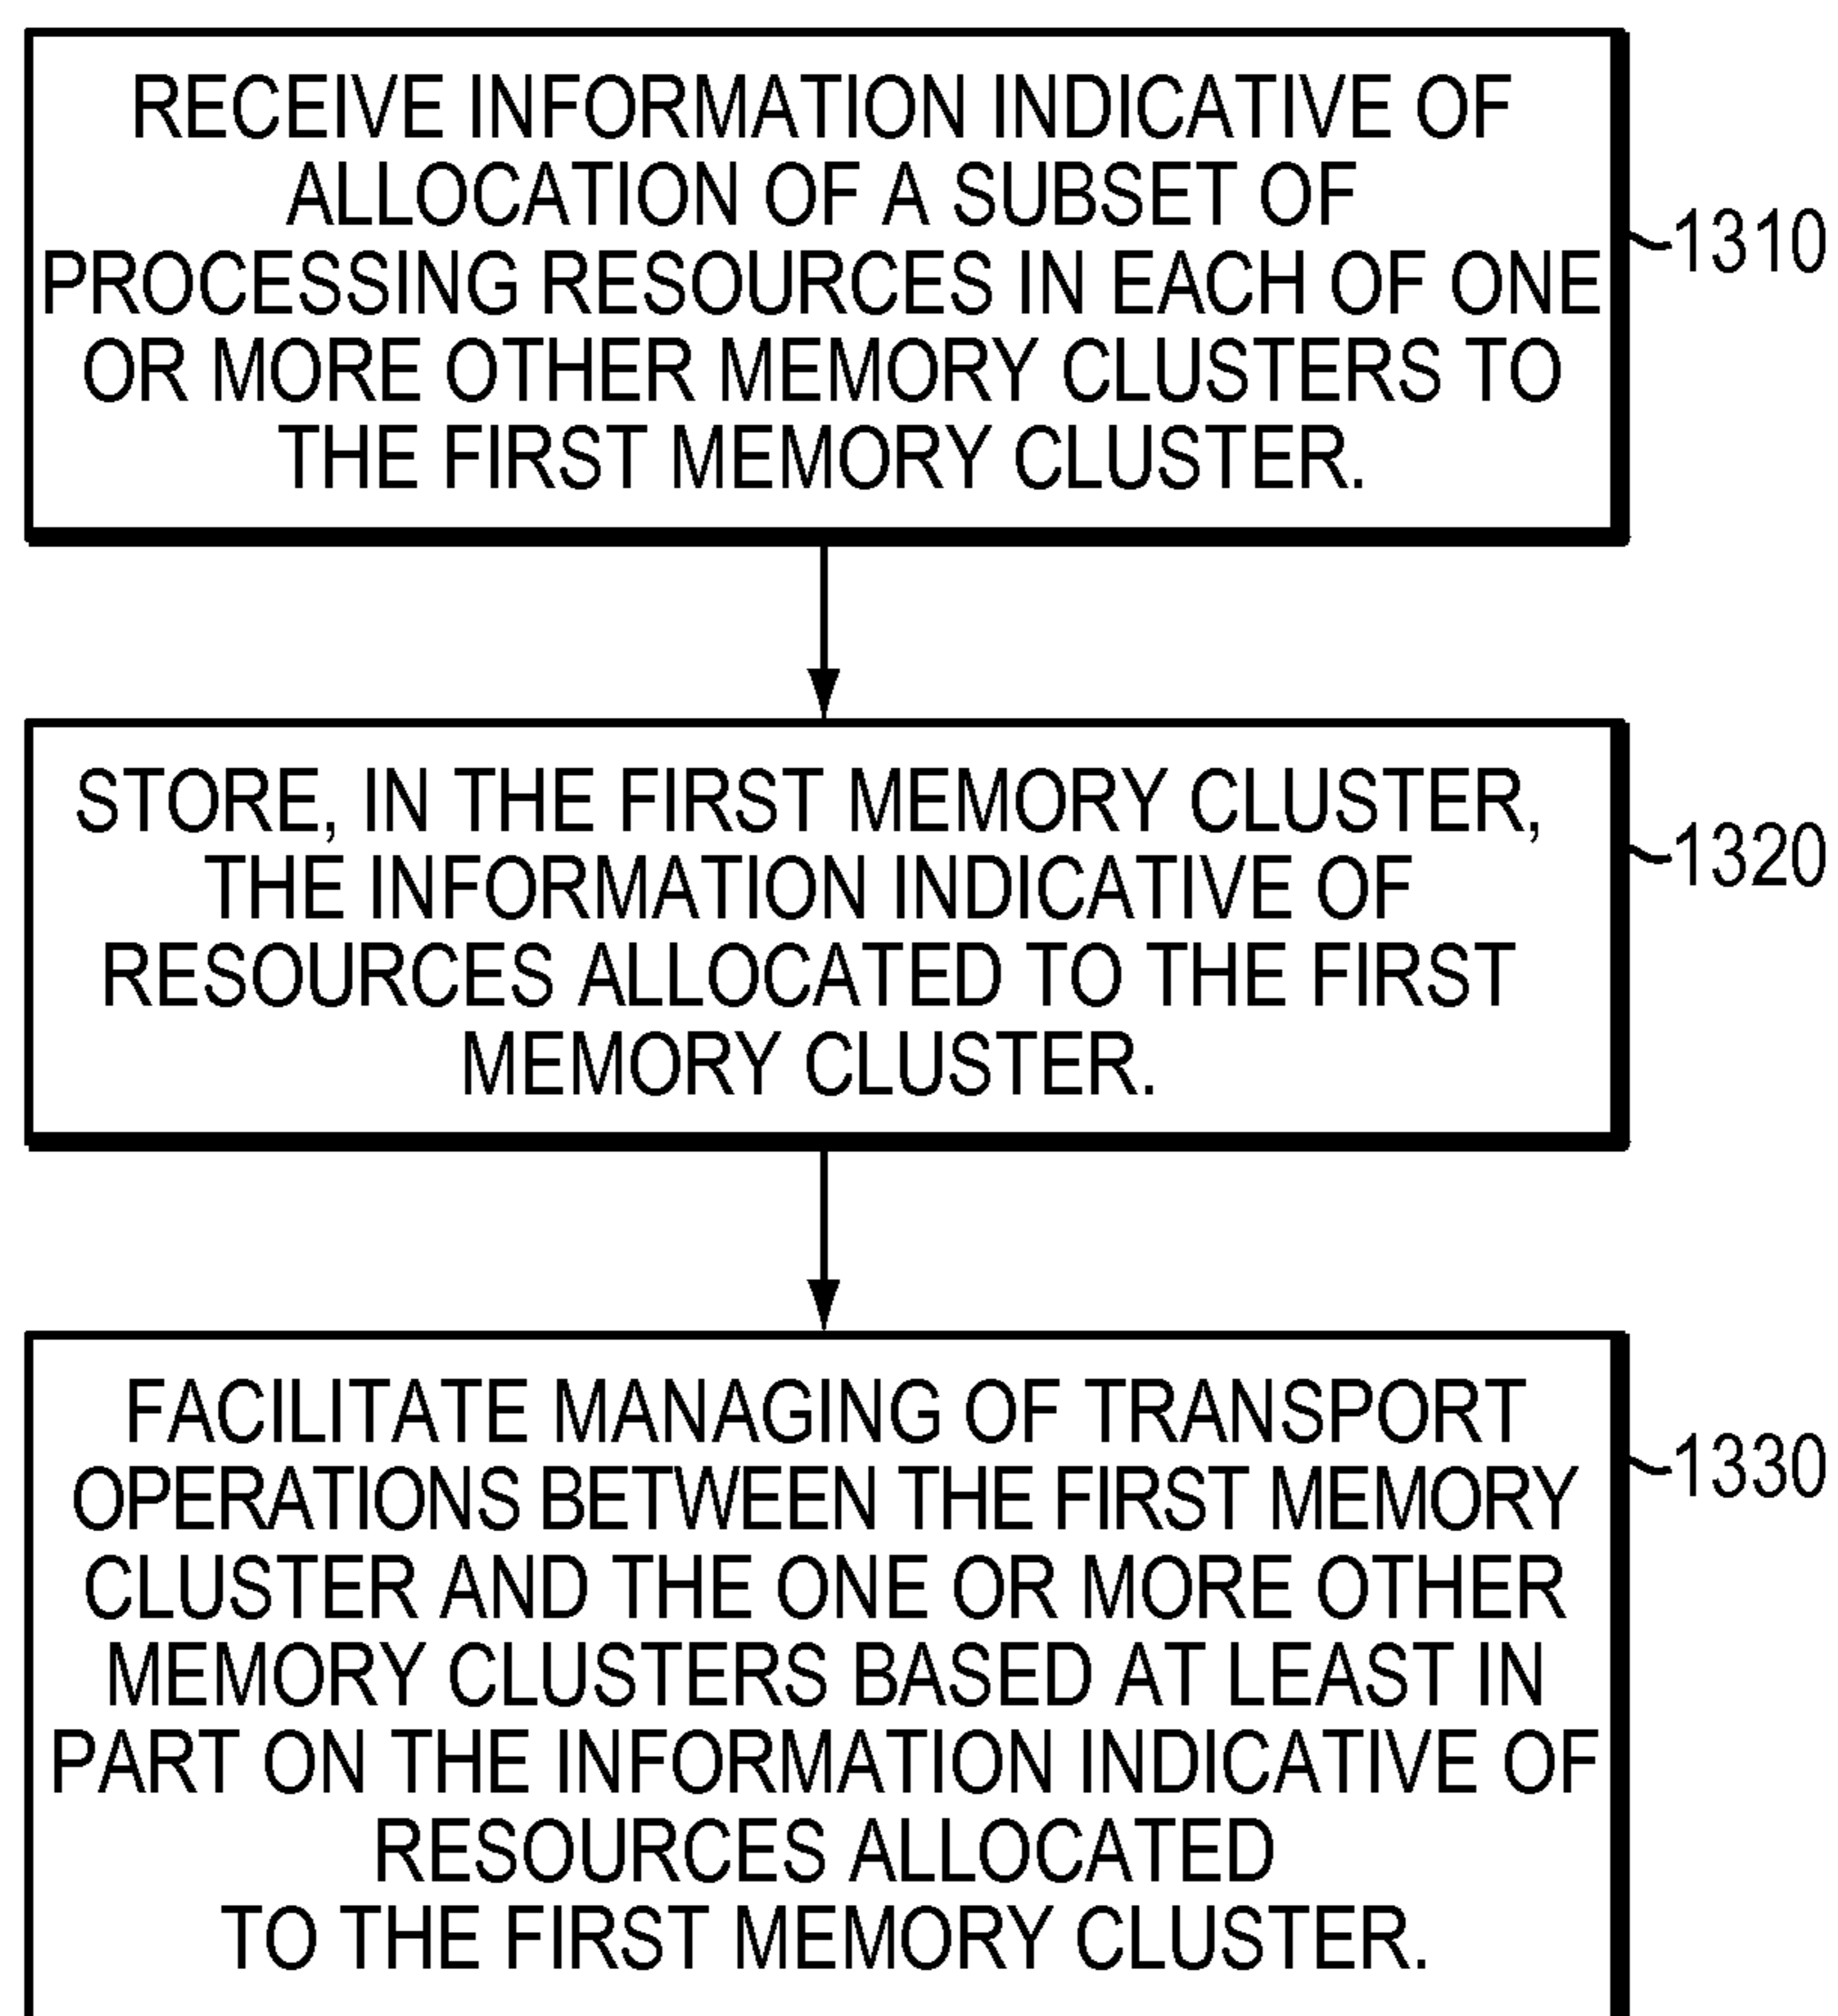 RECEIVE INFORMATION INDICATIVE OF
ALLOCATION OF A SUBSET OF
PROCESSING RESOURCES IN EACH OF ONE
OR MORE OTHER MEMORY CLUSTERS TO
THE FIRST MEMORY CLUSTER.
1310
STORE, IN THE FIRST MEMORY CLUSTER,
THE INFORMATION INDICATIVE OF
RESOURCES ALLOCATED TO THE FIRST
MEMORY CLUSTER.
1320
FACILITATE MANAGING OF TRANSPORT
OPERATIONS BETWEEN THE FIRST MEMORY
CLUSTER AND THE ONE OR MORE OTHER
MEMORY CLUSTERS BASED AT LEAST IN
PART ON THE INFORMATION INDICATIVE OF
RESOURCES ALLOCATED
TO THE FIRST MEMORY CLUSTER.
1330